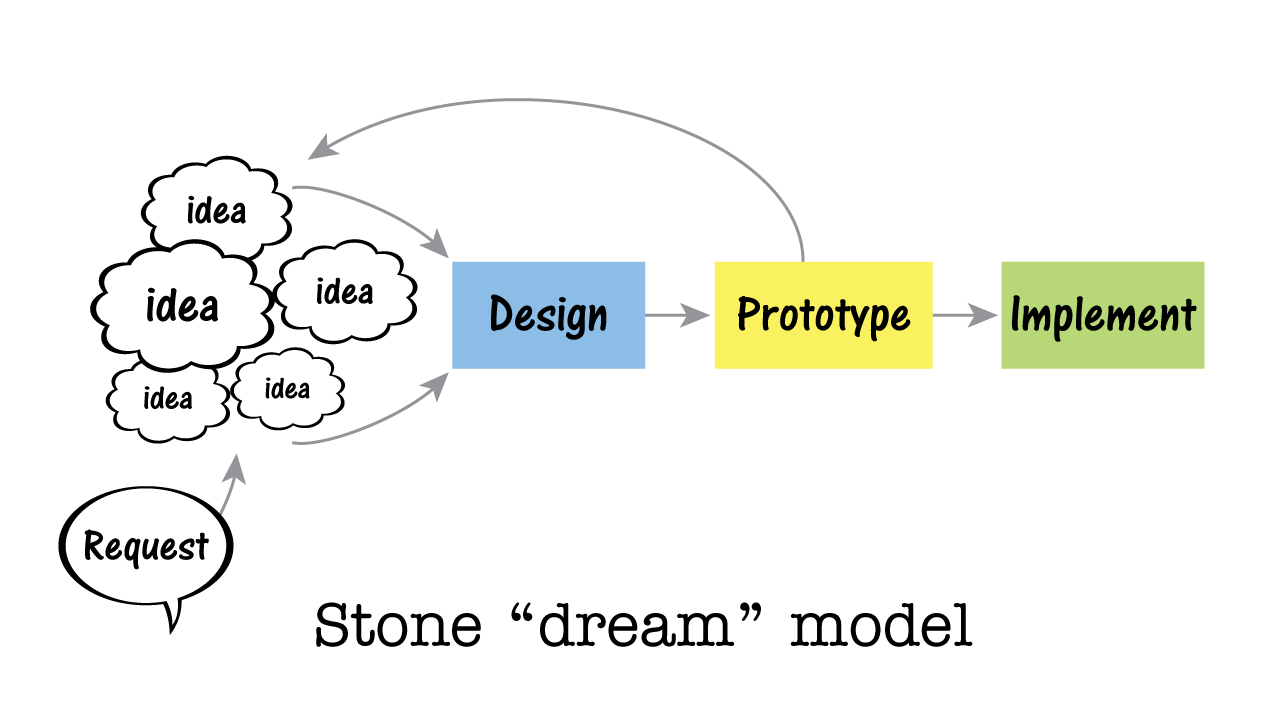 idea
idea
idea
idea
idea
Request
Design
Prototype
Implement
Stone “dream” model